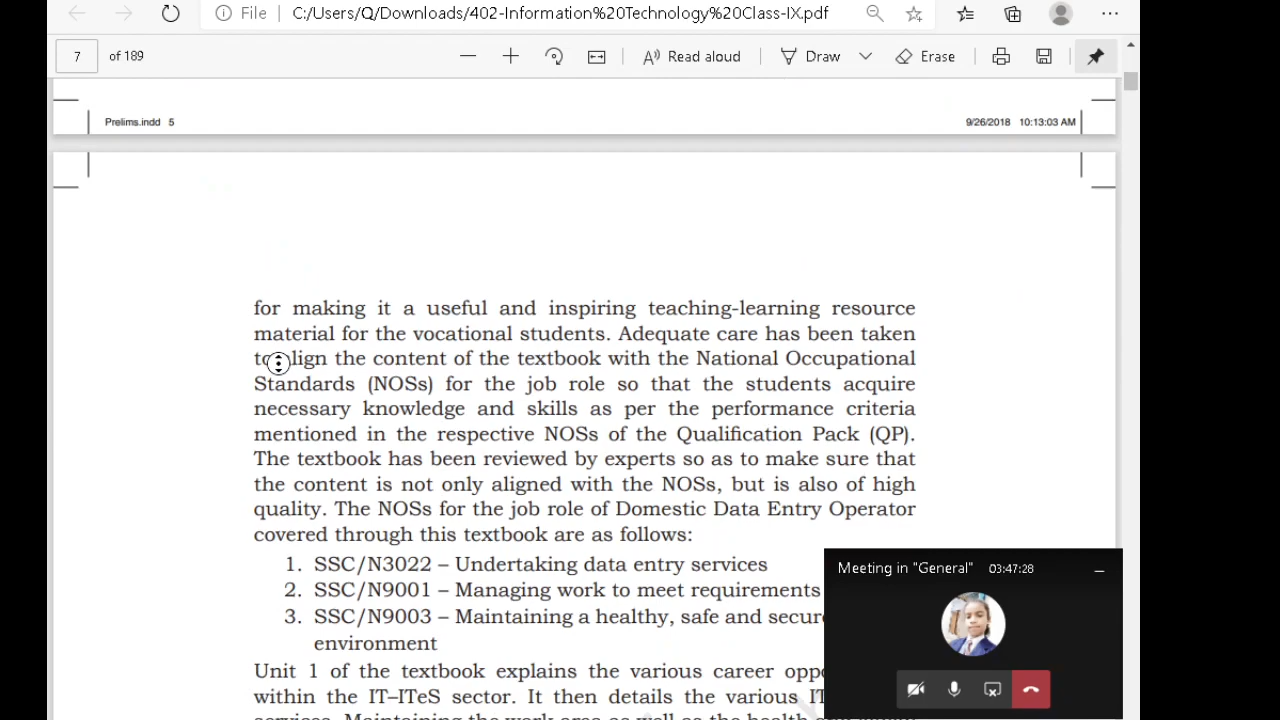 File C:/Users/Q/Downloads/402-Information%20Technology%20Class-IX.pdf
7 of 189 Read aloud Draw Erase
Prelims.indd 5 9/26/2018 10:13:03 AM
for making it a useful and inspiring teaching-learning resource
material for the vocational students. Adequate care has been taken
to align the content of the textbook with the National Occupational
Standards (NOSs) for the job role so that the students acquire
necessary knowledge and skills as per the performance criteria
mentioned in the respective NOSs of the Qualification Pack (QP).
The textbook has been reviewed by experts so as to make sure that
the content is not only aligned with the NOSs, but is also of high
quality. The NOSs for the job role of Domestic Data Entry Operator
covered through this textbook are as follows:
1. SSC/N3022 – Undertaking data entry services
2. SSC/N9001 – Managing work to meet requirements
3. SSC/N9003 – Maintaining a healthy, safe and secure
environment
Unit 1 of the textbook explains the various career
within the IT–ITeS sector. It then details the various
Meeting in "General" 03:47:28